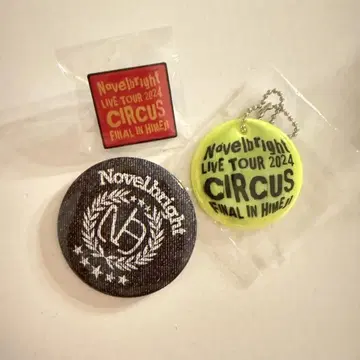 Novelbright
LIVE TOUR 2024
CIRCUS
FINAL IN HIMEJI
Novelbright
LIVE TOUR 2024
CIRCUS
FINAL IN HIMEJI
Novelbright
Nb